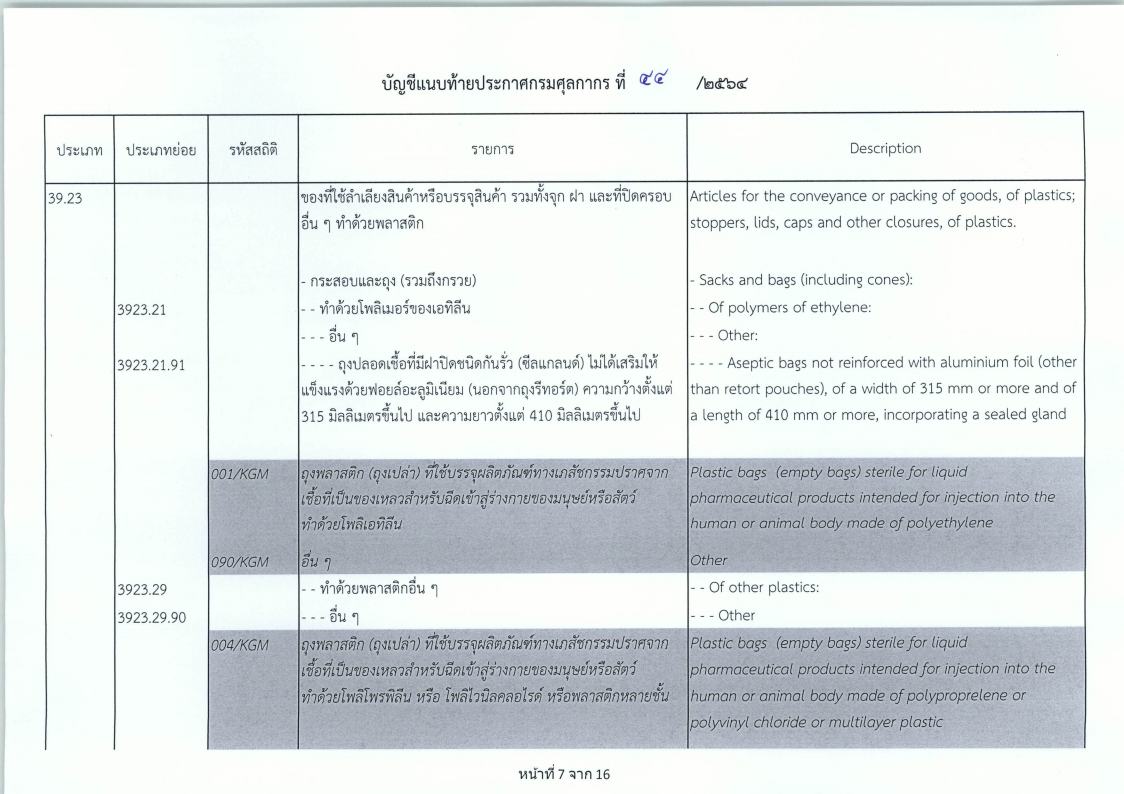 บัญชีแนบท้ายประกาศกรมศุลกากร ที่ ๔๔ /๒๕๖๔
ประเภท ประเภทย่อย รหัสสถิติ รายการ Description
39.23 ของที่ใช้ลำเลียงสินค้าหรือบรรจุสินค้า รวมทั้งจุก ฝา และที่ปิดครอบ Articles for the conveyance or packing of goods, of plastics;
อื่น ๆ ทำด้วยพลาสติก stoppers, lids, caps and other closures, of plastics.
- กระสอบและถุง (รวมถึงกรวย) - Sacks and bags (including cones):
3923.21 - - ทำด้วยโพลิเมอร์ของเอทิลีน - - Of polymers of ethylene:
- - - อื่น ๆ - - - Other:
3923.21.91 - - - - ถุงปลอดเชื้อที่มีฝาปิดชนิดกันรั่ว (ซีลแกลนด์) ไม่ได้เสริมให้ - - - - Aseptic bags not reinforced with aluminium foil (other
แข็งแรงด้วยฟอยล์อะลูมิเนียม (นอกจากถุงรีทอร์ต) ความกว้างตั้งแต่ than retort pouches), of a width of 315 mm or more and of
315 มิลลิเมตรขึ้นไป และความยาวตั้งแต่ 410 มิลลิเมตรขึ้นไป a length of 410 mm or more, incorporating a sealed gland
001/KGM ถุงพลาสติก (ถุงเปล่า) ที่ใช้บรรจุผลิตภัณฑ์ทางเภสัชกรรมปราศจาก Plastic bags (empty bags) sterile for liquid
เชื้อที่เป็นของเหลวสำหรับฉีดเข้าสู่ร่างกายของมนุษย์หรือสัตว์ pharmaceutical products intended for injection into the
ทำด้วยโพลิเอทิลีน human or animal body made of polyethylene
090/KGM อื่น ๆ Other
3923.29 - - ทำด้วยพลาสติกอื่น ๆ - - Of other plastics:
3923.29.90 - - - อื่น ๆ - - - Other
004/KGM ถุงพลาสติก (ถุงเปล่า) ที่ใช้บรรจุผลิตภัณฑ์ทางเภสัชกรรมปราศจาก Plastic bags (empty bags) sterile for liquid
เชื้อที่เป็นของเหลวสำหรับฉีดเข้าสู่ร่างกายของมนุษย์หรือสัตว์ pharmaceutical products intended for injection into the
ทำด้วยโพลิโพรพิลีน หรือ โพลิไวนิลคลอไรด์ หรือพลาสติกหลายชั้น human or animal body made of polyproprelene or
polyvinyl chloride or multilayer plastic
หน้าที่ 7 จาก 16